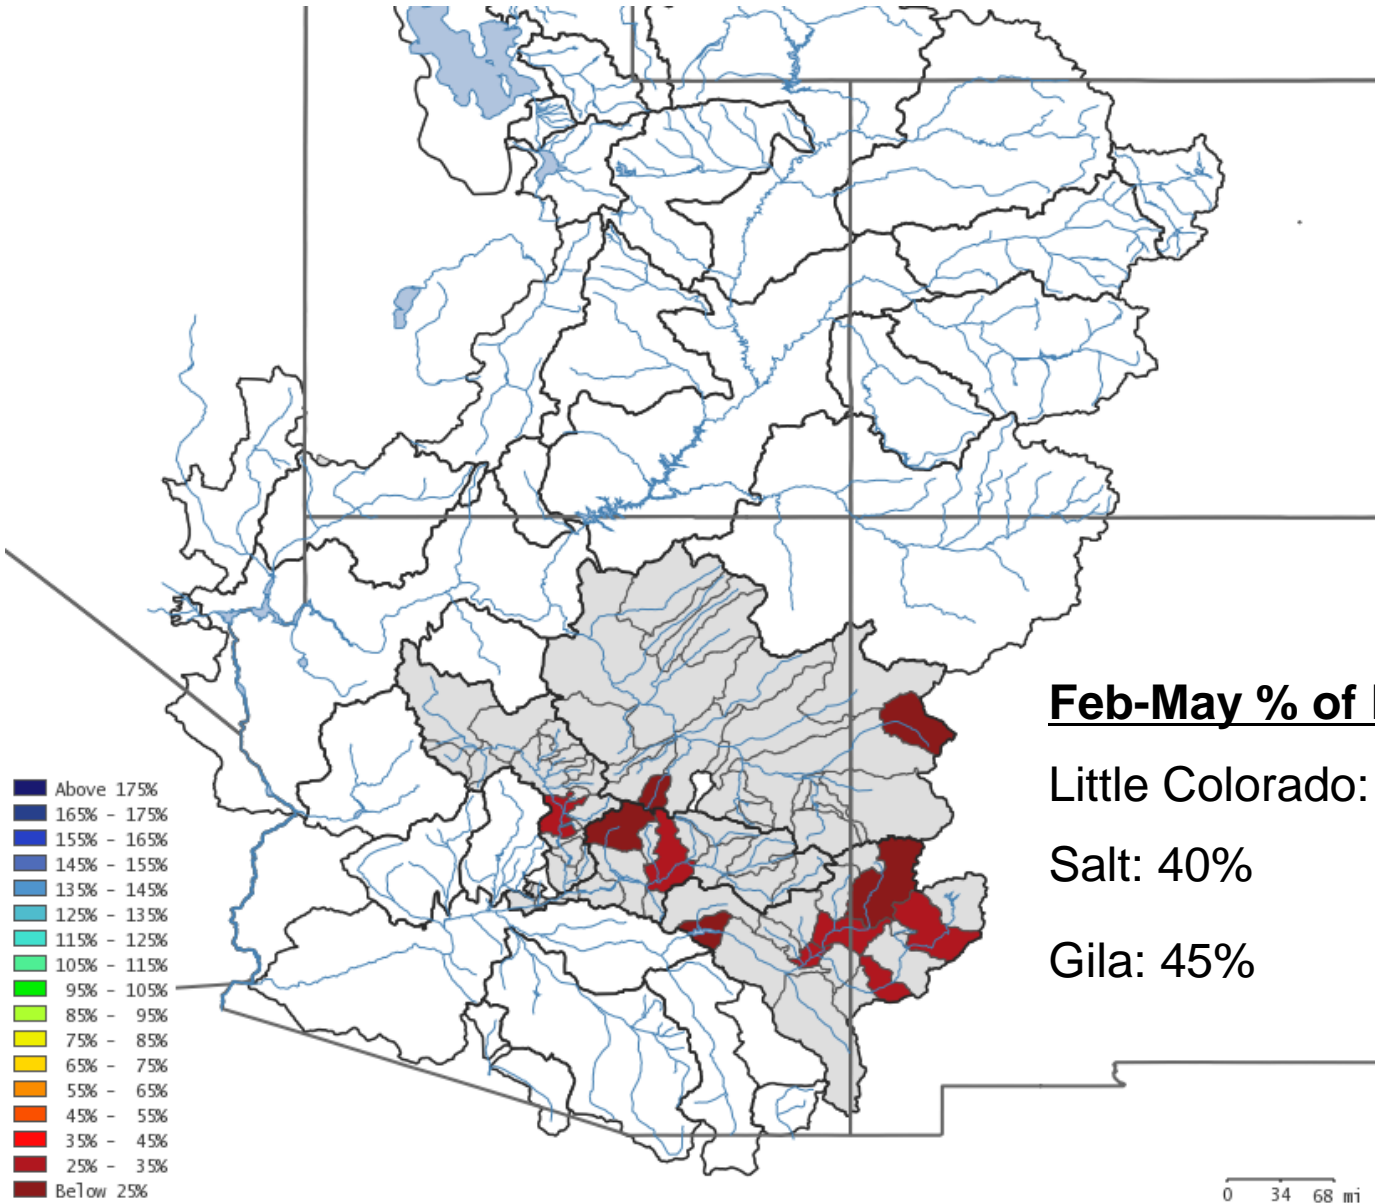 Feb-May % of
Little Colorado:
Salt: 40%
Gila: 45%
Above 175%
165% - 175%
155% - 165%
145% - 155%
135% - 145%
125% - 135%
115% - 125%
105% - 115%
95% - 105%
85% - 95%
75% - 85%
65% - 75%
55% - 65%
45% - 55%
35% - 45%
25% - 35%
Below 25%
0 34 68 mi